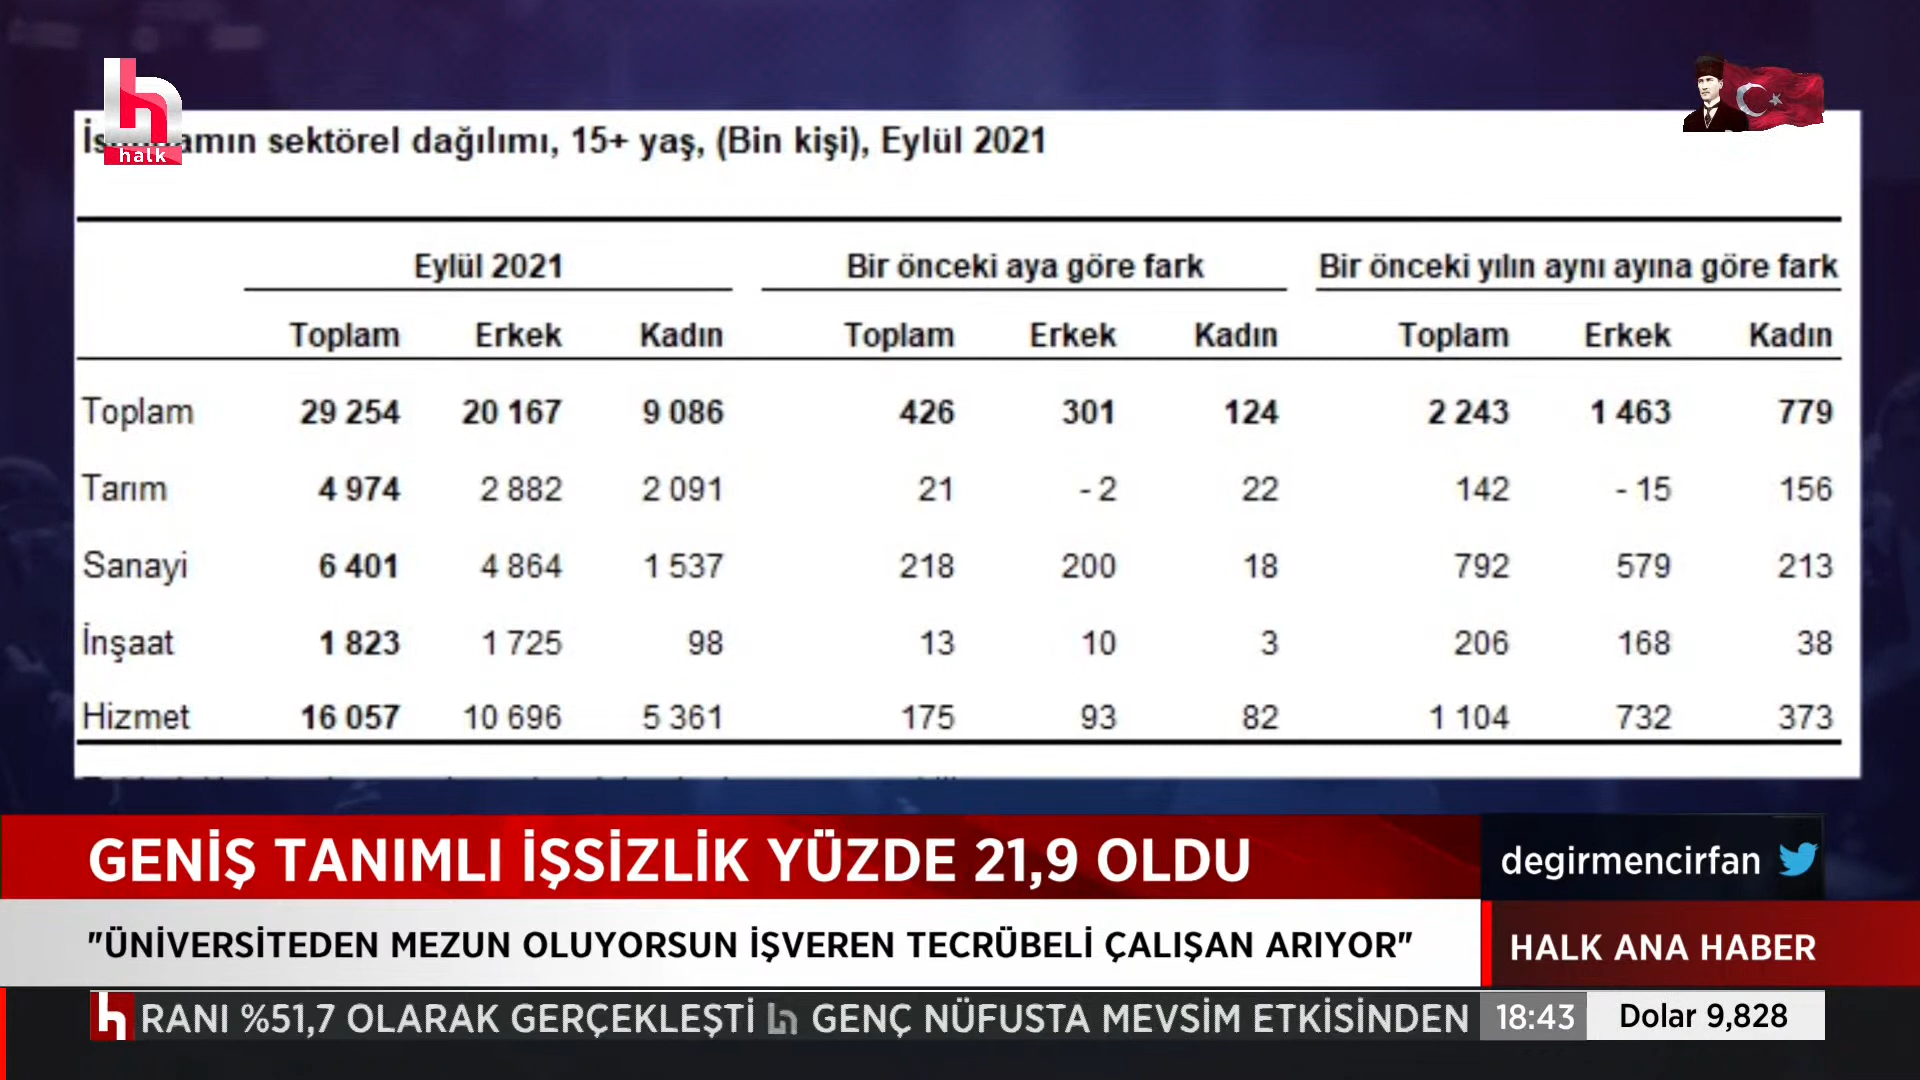 halk
sektörel dağılımı, 15+ yaş, (Bin kişi), Eylül 2021
Eylül 2021 Bir önceki aya göre fark Bir önceki yılın aynı ayına göre fark
Toplam Erkek Kadın Toplam Erkek Kadın Toplam Erkek Kadın
Toplam 29 254 20 167 9 086 426 301 124 2 243 1 463 779
Tarım 4 974 2 882 2 091 21 - 2 22 142 - 15 156
Sanayi 6 401 4 864 1 537 218 200 18 792 579 213
İnşaat 1 823 1 725 98 13 10 3 206 168 38
Hizmet 16 057 10 696 5 361 175 93 82 1 104 732 373
GENİŞ TANIMLI İŞSİZLİK YÜZDE 21,9 OLDU
degirmencirfan
"ÜNİVERSİTEDEN MEZUN OLUYORSUN İŞVEREN TECRÜBELİ ÇALIŞAN ARIYOR"
HALK ANA HABER
RANI %51,7 OLARAK GERÇEKLEŞTİ h GENÇ NÜFUSTA MEVSİM ETKİSİNDEN
18:43
Dolar 9,828